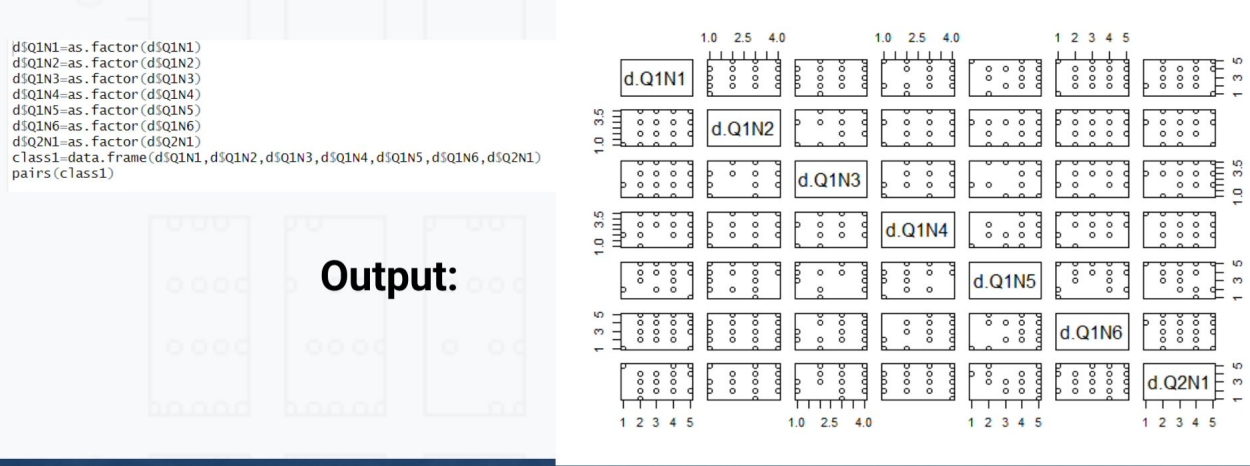 d$Q1N1=as.factor(d$Q1N1)
d$Q1N2=as.factor(d$Q1N2)
d$Q1N3=as.factor(d$Q1N3)
d$Q1N4=as.factor(d$Q1N4)
d$Q1N5=as.factor(d$Q1N5)
d$Q1N6=as.factor(d$Q1N6)
d$Q2N1=as.factor(d$Q2N1)
class1=data.frame(d$Q1N1,d$Q1N2,d$Q1N3,d$Q1N4,d$Q1N5,d$Q1N6,d$Q2N1)
pairs(class1)
Output:
1.0 2.5 4.0 1.0 2.5 4.0 1 2 3 4 5
d.Q1N1 1 3 5
1.0 3.5 d.Q1N2
d.Q1N3 1.0 3.5
1.0 3.5 d.Q1N4
d.Q1N5 1 3 5
1 3 5 d.Q1N6
d.Q2N1 1 3 5
1 2 3 4 5 1.0 2.5 4.0 1 2 3 4 5 1 2 3 4 5